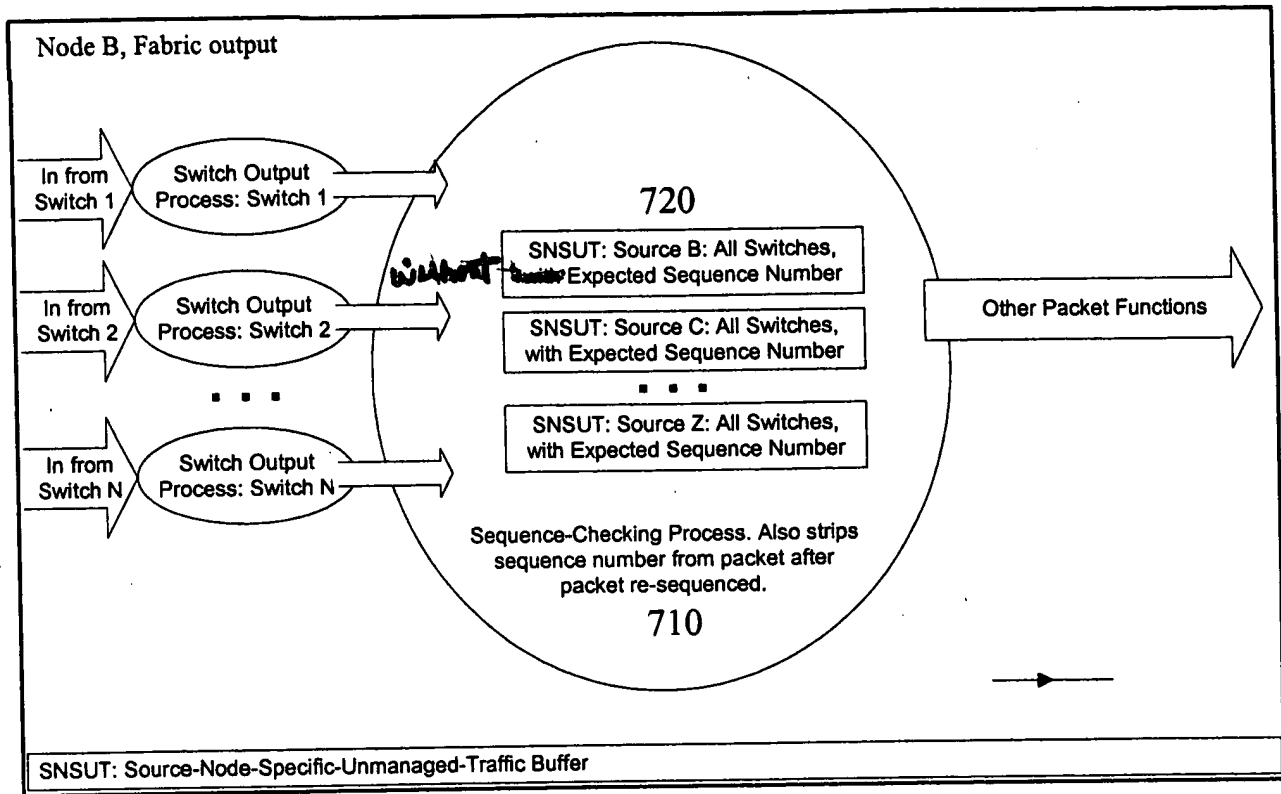 Node B, Fabric output
In from
Switch 1
Switch Output
Process: Switch 1
In from
Switch 2
Switch Output
Process: Switch 2
. . .
In from
Switch N
Switch Output
Process: Switch N
720
SNSUT: Source B: All Switches,
with Expected Sequence Number
SNSUT: Source C: All Switches,
with Expected Sequence Number
. . .
SNSUT: Source Z: All Switches,
with Expected Sequence Number
Sequence-Checking Process. Also strips
sequence number from packet after
packet re-sequenced.
710
Other Packet Functions
SNSUT: Source-Node-Specific-Unmanaged-Traffic Buffer